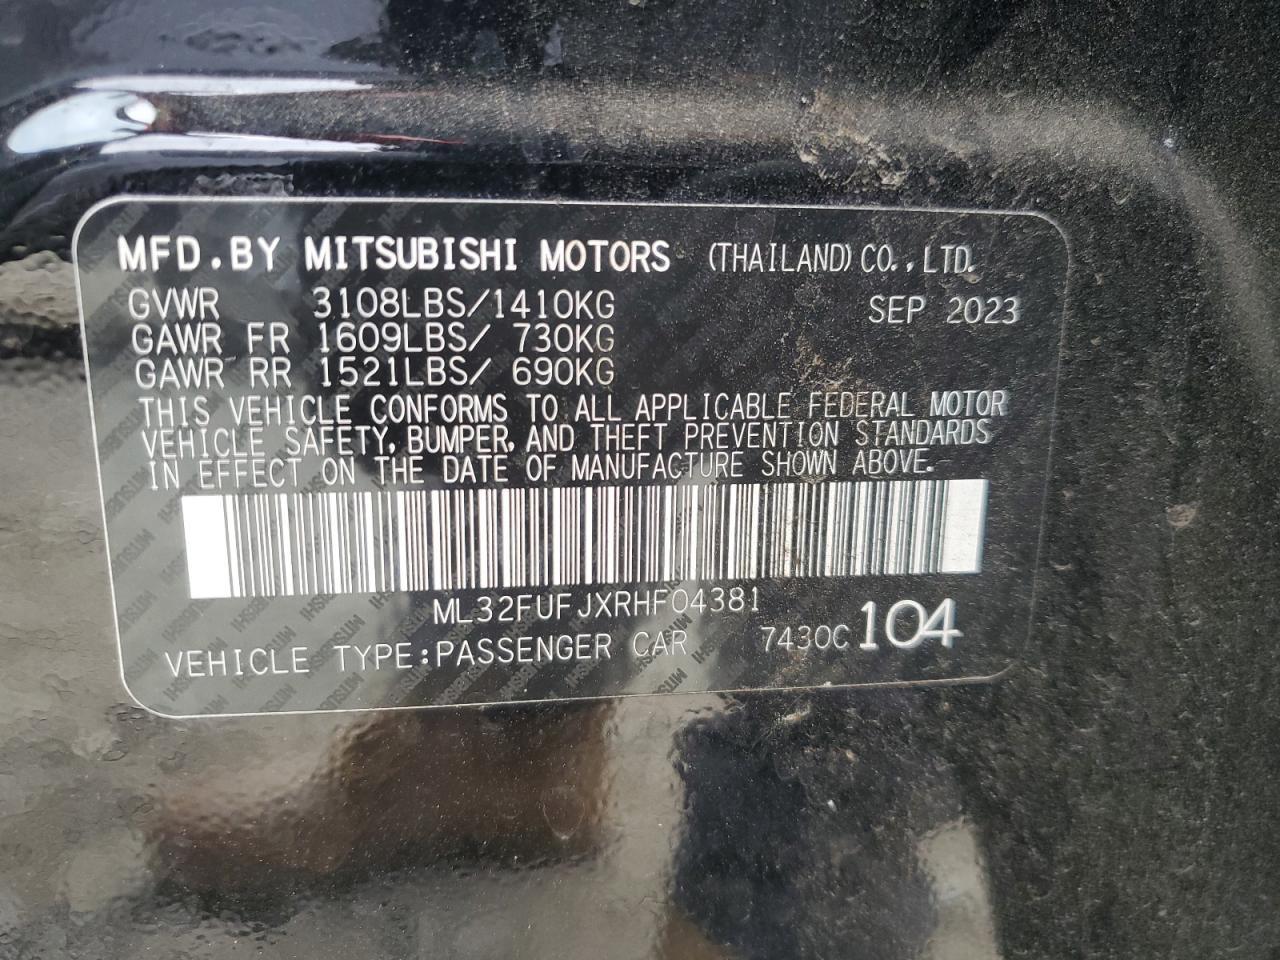 MFD.BY MITSUBISHI MOTORS (THAILAND) CO.,LTD.
GVWR 3108LBS/1410KG SEP 2023
GAWR FR 1609LBS/ 730KG
GAWR RR 1521LBS/ 690KG
THIS VEHICLE CONFORMS TO ALL APPLICABLE FEDERAL MOTOR
VEHICLE SAFETY, BUMPER, AND THEFT PREVENTION STANDARDS
IN EFFECT ON THE DATE OF MANUFACTURE SHOWN ABOVE.
ML32FUFJXRHF04381
VEHICLE TYPE:PASSENGER CAR 7430C 104